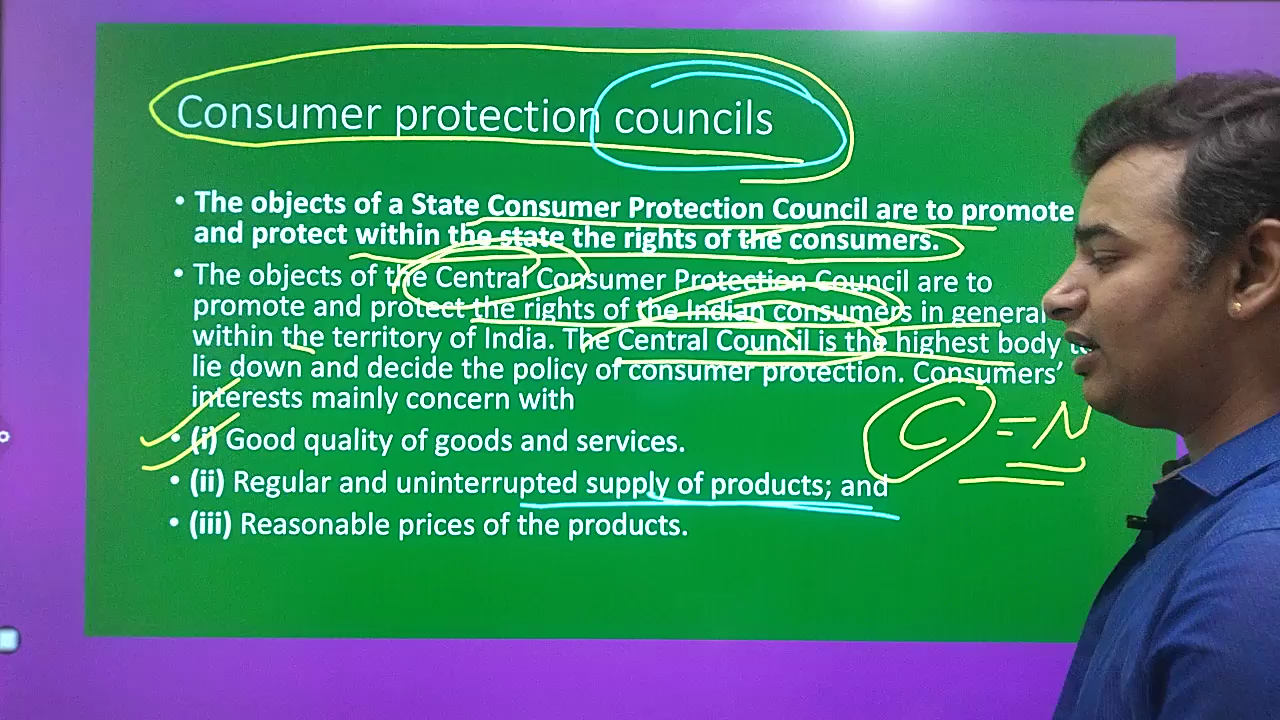 Consumer protection councils
• The objects of a State Consumer Protection Council are to promote
and protect within the state the rights of the consumers.
• The objects of the Central Consumer Protection Council are to
promote and protect the rights of the Indian consumers in general
within the territory of India. The Central Council is the highest body to
lie down and decide the policy of consumer protection. Consumers'
interests mainly concern with
• (i) Good quality of goods and services.
• (ii) Regular and uninterrupted supply of products; and
• (iii) Reasonable prices of the products.
C = N